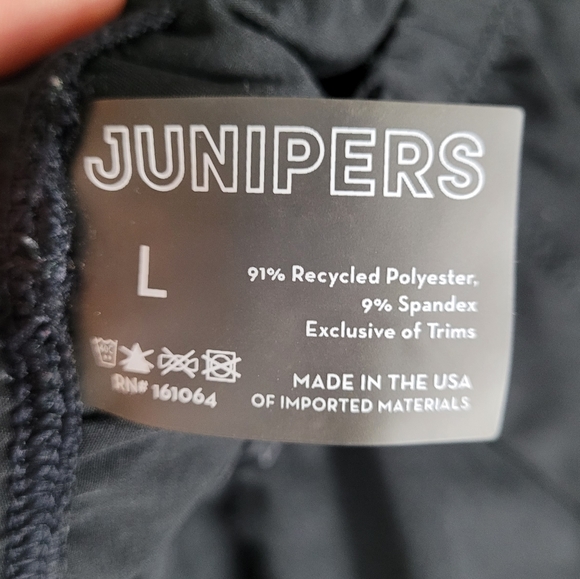 JUNIPERS
L
91% Recycled Polyester,
9% Spandex
Exclusive of Trims
RN# 161064
MADE IN THE USA
OF IMPORTED MATERIALS